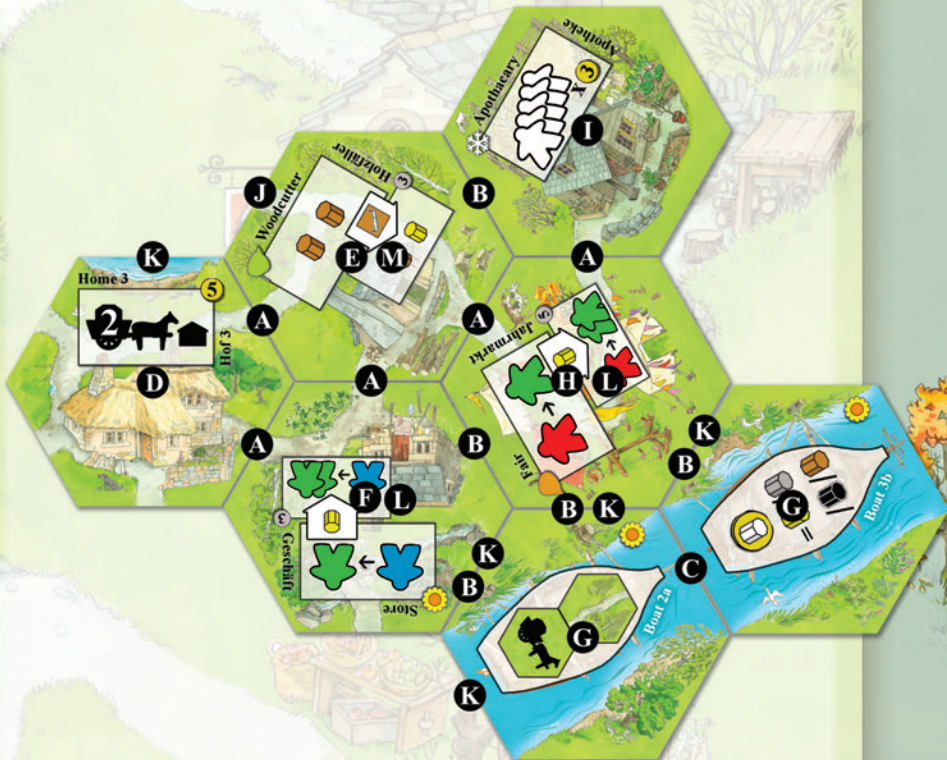 Apotheke
Apothecary
3
X
I
Holzfäller
3
Woodcutter
J
B
E
M
K
Home 3
5
2
Hof 3
A
A
A
D
A
Jahrmarkt
5
H
L
Fair
A
B
K
B
K
B
F
L
3
Geschäft
Store
K
B
C
G
Boat 3b
G
Boat 2a
K